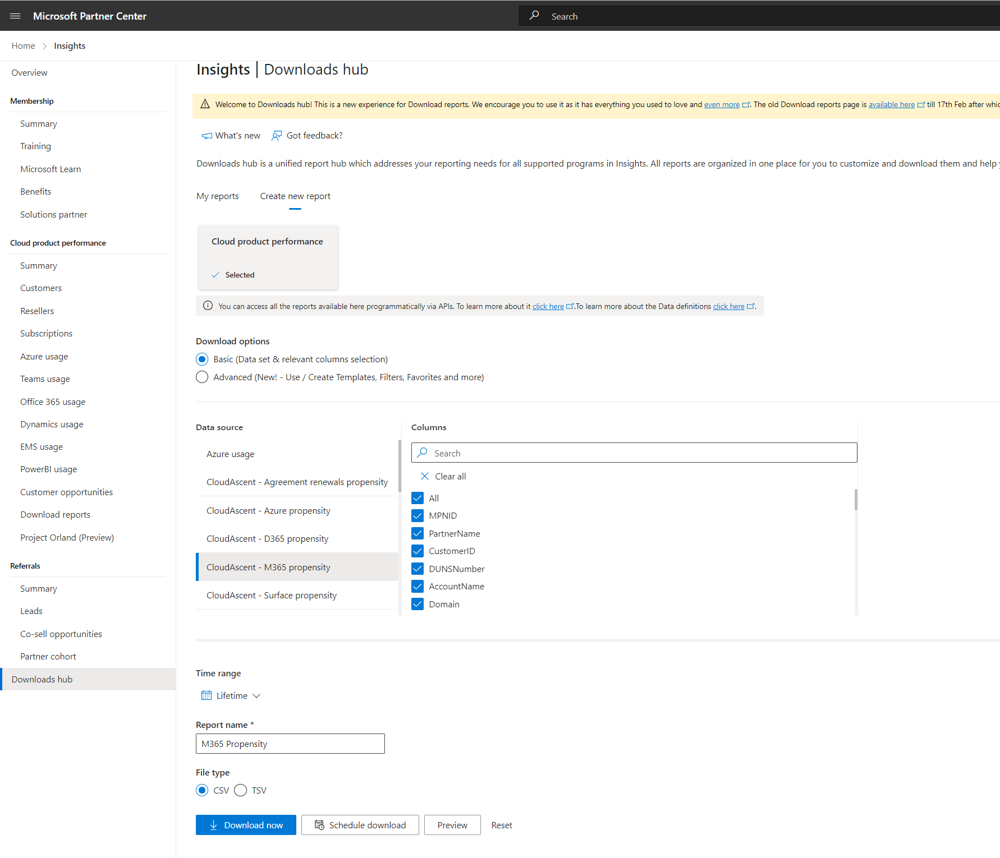 Microsoft Partner Center
Search
Home > Insights
Overview
Membership
Summary
Training
Microsoft Learn
Benefits
Solutions partner
Cloud product performance
Summary
Customers
Resellers
Subscriptions
Azure usage
Teams usage
Office 365 usage
Dynamics usage
EMS usage
PowerBI usage
Customer opportunities
Download reports
Project Orland (Preview)
Referrals
Summary
Leads
Co-sell opportunities
Partner cohort
Downloads hub
Insights | Downloads hub
Welcome to Downloads hub! This is a new experience for Download reports. We encourage you to use it as it has everything you used to love and even more. The old Download reports page is available here till 17th Feb after
What's new
Got feedback?
Downloads hub is a unified report hub which addresses your reporting needs for all supported programs in Insights. All reports are organized in one place for you to customize and download them and help
My reports
Create new report
Cloud product performance
Selected
You can access all the reports available here programmatically via APIs. To learn more about it click here.To learn more about the Data definitions click here.
Download options
Basic (Data set & relevant columns selection)
Advanced (New! - Use / Create Templates, Filters, Favorites and more)
Data source
Azure usage
CloudAscent - Agreement renewals propensity
CloudAscent - Azure propensity
CloudAscent - D365 propensity
CloudAscent - M365 propensity
CloudAscent - Surface propensity
Columns
Search
Clear all
All
MPNID
PartnerName
CustomerID
DUNSNumber
AccountName
Domain
Time range
Lifetime
Report name *
M365 Propensity
File type
CSV
TSV
Download now
Schedule download
Preview
Reset